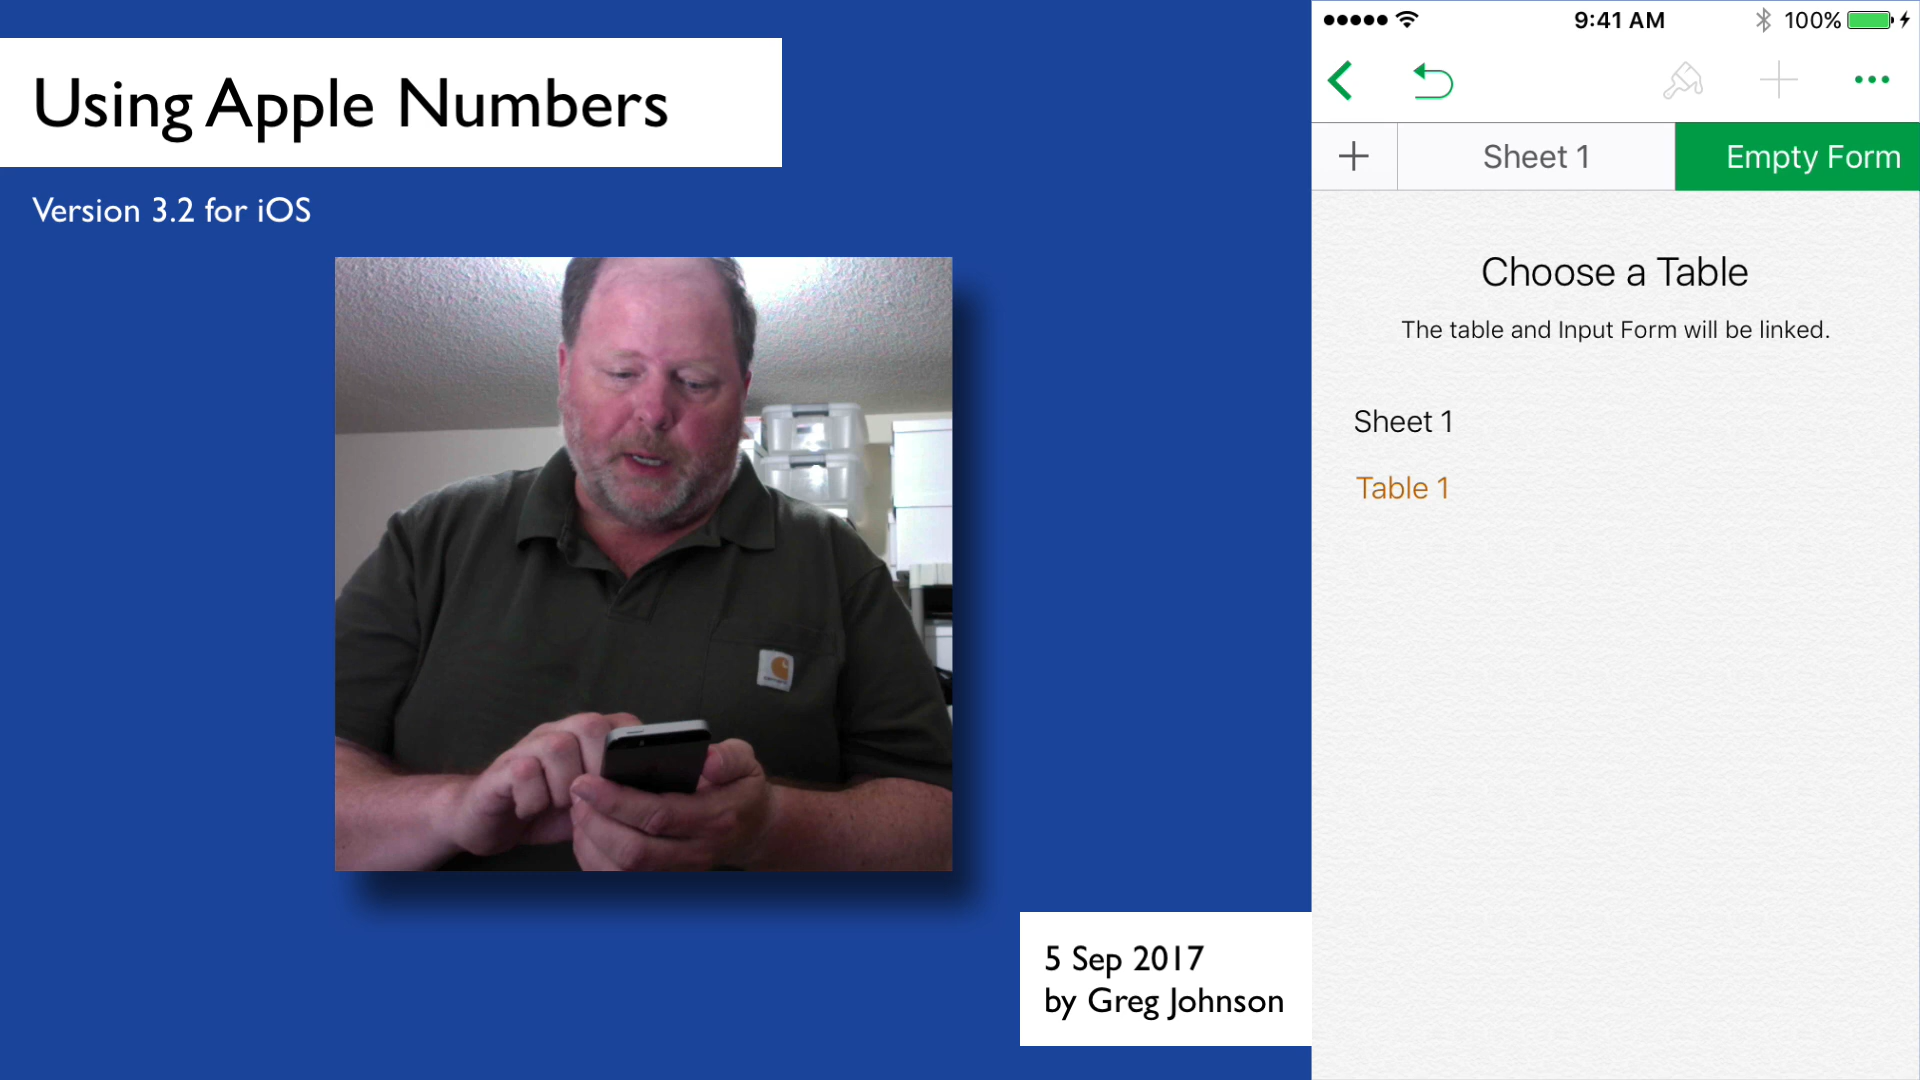 Using Apple Numbers
Version 3.2 for iOS
5 Sep 2017
by Greg Johnson
9:41 AM
100%
Sheet 1
Empty Form
Choose a Table
The table and Input Form will be linked.
Sheet 1
Table 1